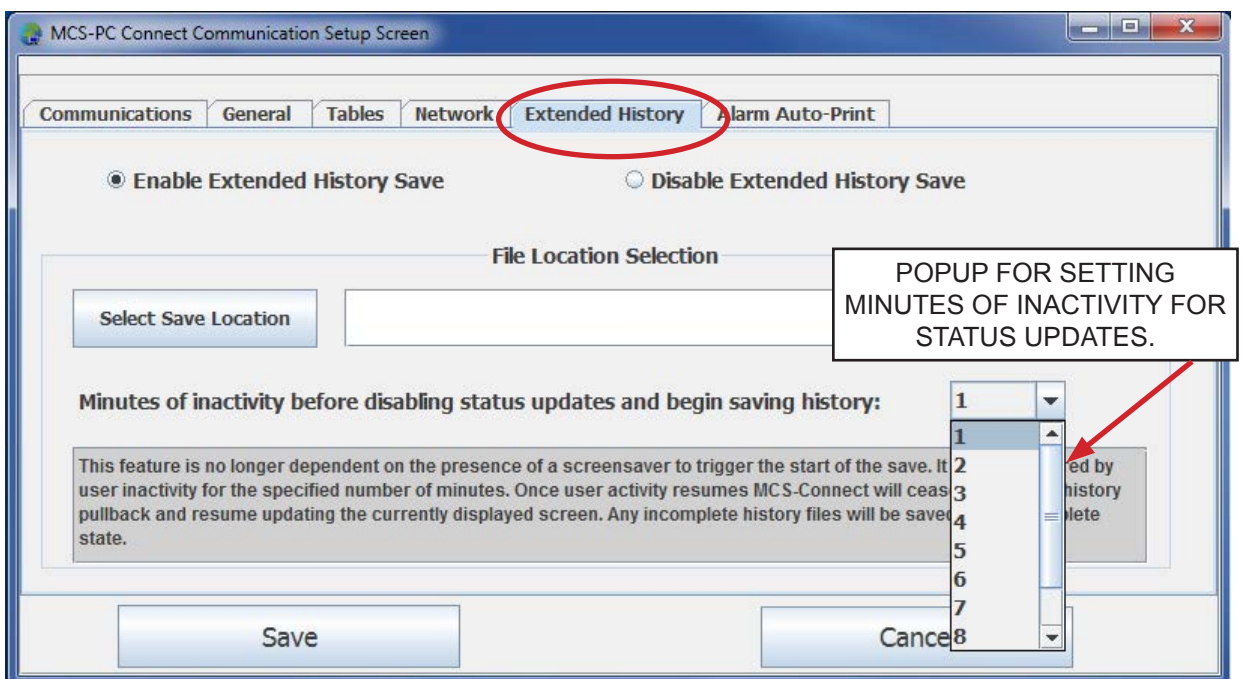 MCS-PC Connect Communication Setup Screen
Communications General Tables Network Extended History Alarm Auto-Print
Enable Extended History Save Disable Extended History Save
File Location Selection
Select Save Location
POPUP FOR SETTING
MINUTES OF INACTIVITY FOR
STATUS UPDATES.
Minutes of inactivity before disabling status updates and begin saving history: 1
1
2
3
4
5
6
7
8
This feature is no longer dependent on the presence of a screensaver to trigger the start of the save. It red by
user inactivity for the specified number of minutes. Once user activity resumes MCS-Connect will ceas history
pullback and resume updating the currently displayed screen. Any incomplete history files will be save plete
state.
Save Cance